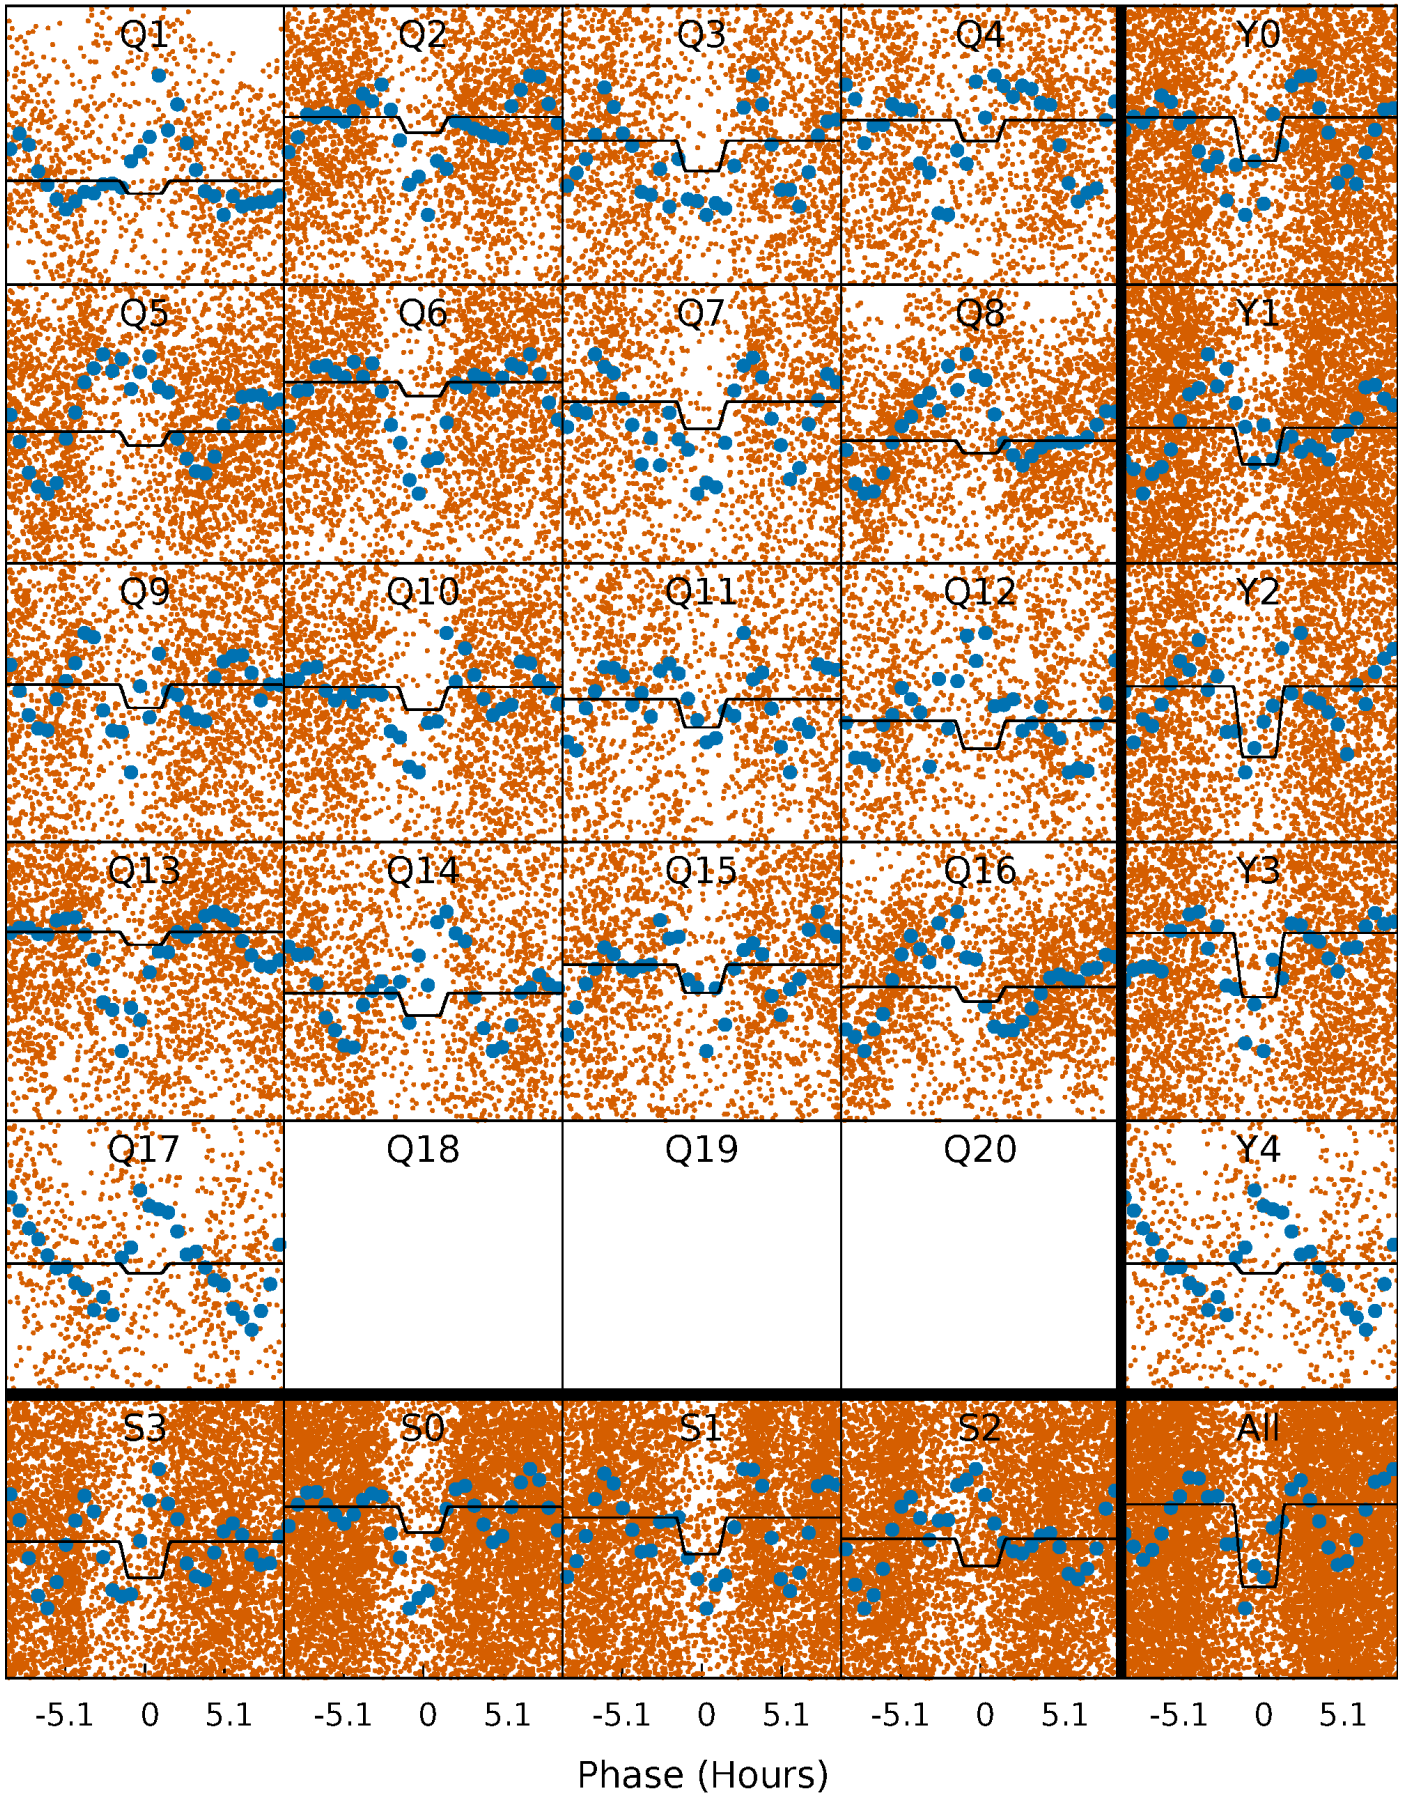 Q1 Q2 Q3 Q4 Y0
Q5 Q6 Q7 Q8 Y1
Q9 Q10 Q11 Q12 Y2
Q13 Q14 Q15 Q16 Y3
Q17 Q18 Q19 Q20 Y4
S3 S0 S1 S2 All
-5.1 0 5.1 -5.1 0 5.1 -5.1 0 5.1 -5.1 0 5.1 -5.1 0 5.1
Phase (Hours)